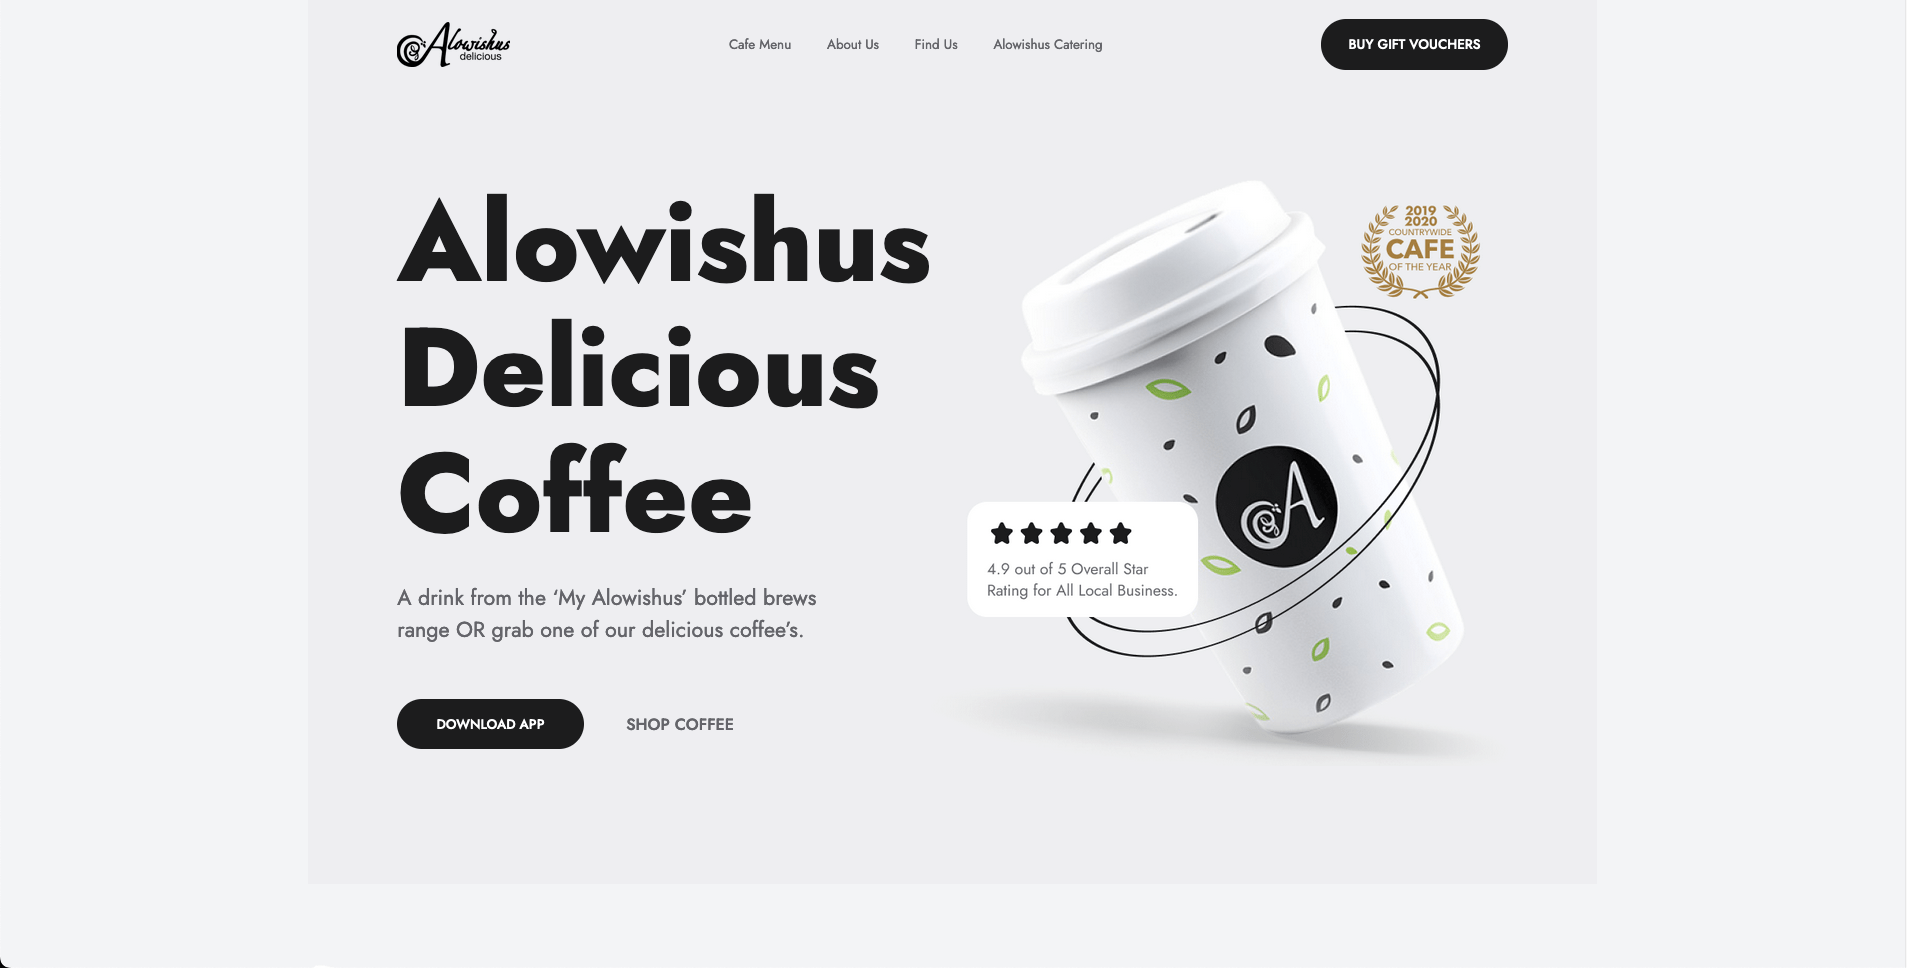 Alowishus
delicious
Cafe Menu
About Us
Find Us
Alowishus Catering
BUY GIFT VOUCHERS
Alowishus
Delicious
Coffee
A drink from the ‘My Alowishus’ bottled brews
range OR grab one of our delicious coffee’s.
DOWNLOAD APP
SHOP COFFEE
2019
2020
COUNTRYWIDE
CAFE
OF THE YEAR
A
4.9 out of 5 Overall Star
Rating for All Local Business.